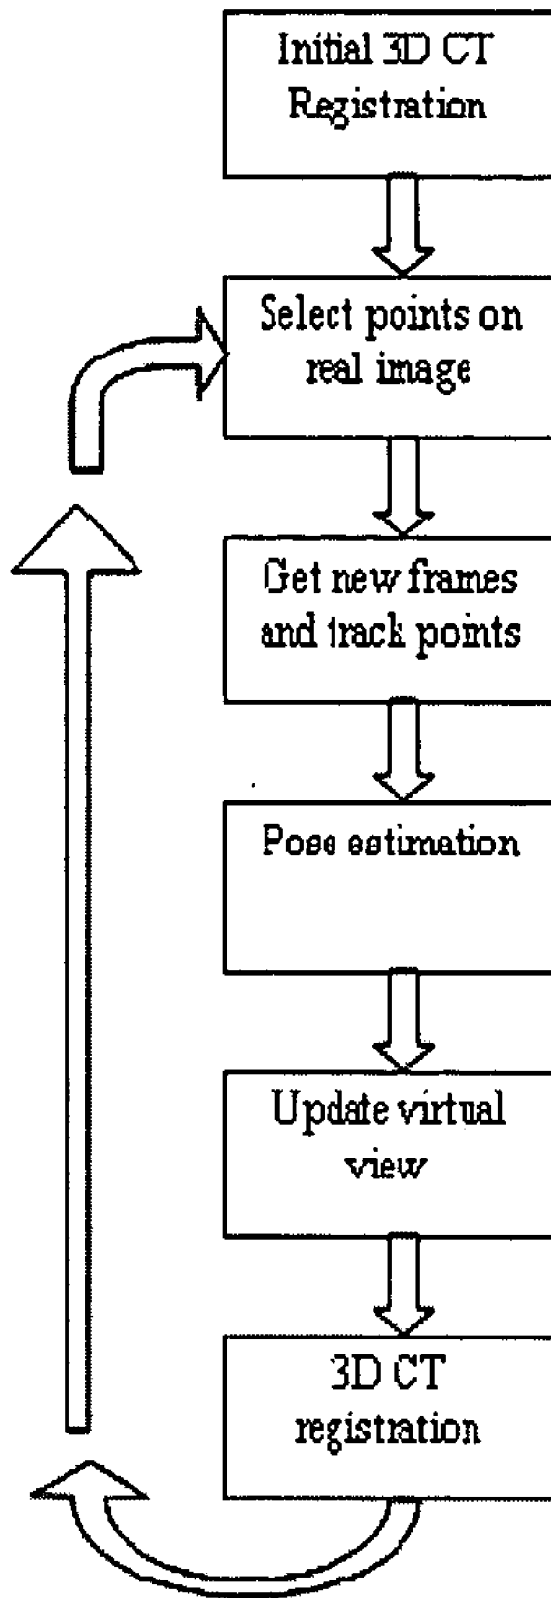 Initial 3D CT
Registration
Select points on
real image
Get new frames
and track points
Pose estimation
Update virtual
view
3D CT
registration